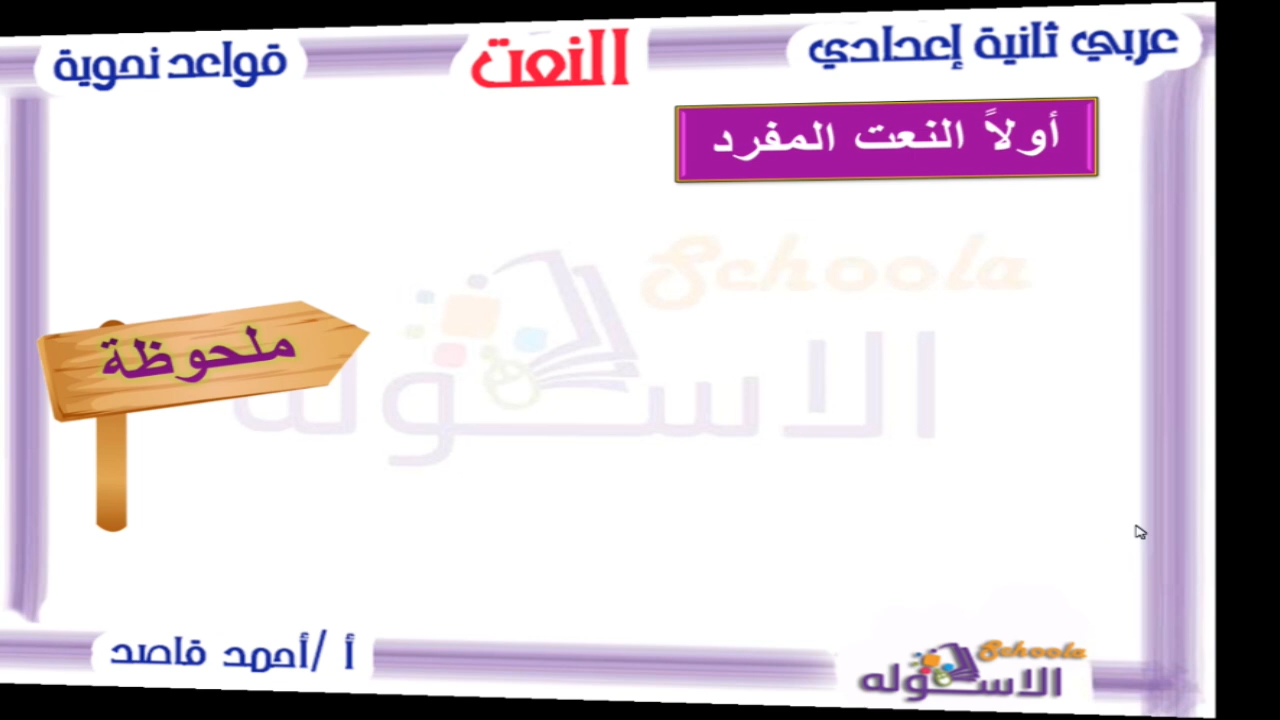 عربي ثانية إعدادي
النعت
قواعد نحوية
أولاً النعت المفرد
Schoola
الاسكوله
ملحوظة
أ /أحمد قاصد
Schoola
الاسكوله